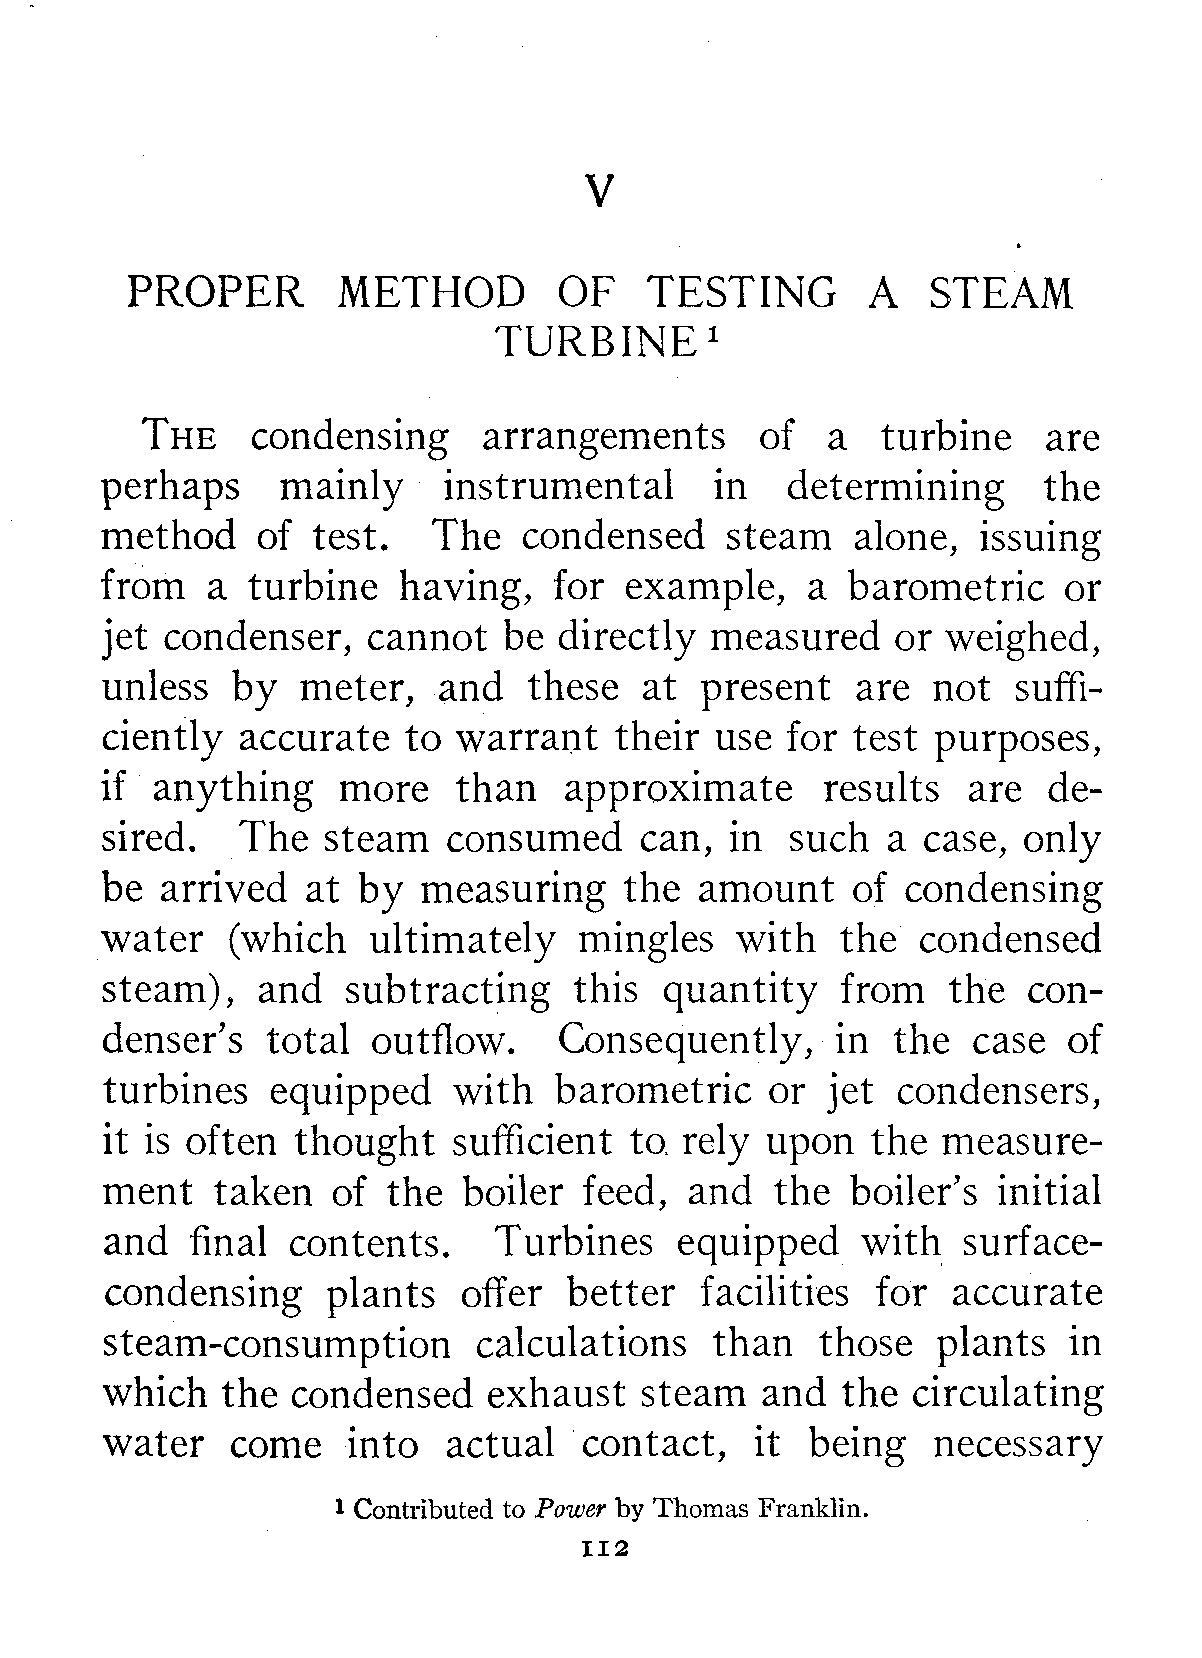 V
PROPER METHOD OF TESTING A STEAM
TURBINE ¹
THE condensing arrangements of a turbine are
perhaps mainly instrumental in determining the
method of test. The condensed steam alone, issuing
from a turbine having, for example, a barometric or
jet condenser, cannot be directly measured or weighed,
unless by meter, and these at present are not suffi-
ciently accurate to warrant their use for test purposes,
if anything more than approximate results are de-
sired. The steam consumed can, in such a case, only
be arrived at by measuring the amount of condensing
water (which ultimately mingles with the condensed
steam), and subtracting this quantity from the con-
denser's total outflow. Consequently, in the case of
turbines equipped with barometric or jet condensers,
it is often thought sufficient to rely upon the measure-
ment taken of the boiler feed, and the boiler's initial
and final contents. Turbines equipped with surface-
condensing plants offer better facilities for accurate
steam-consumption calculations than those plants in
which the condensed exhaust steam and the circulating
water come into actual contact, it being necessary
¹ Contributed to Power by Thomas Franklin.
112